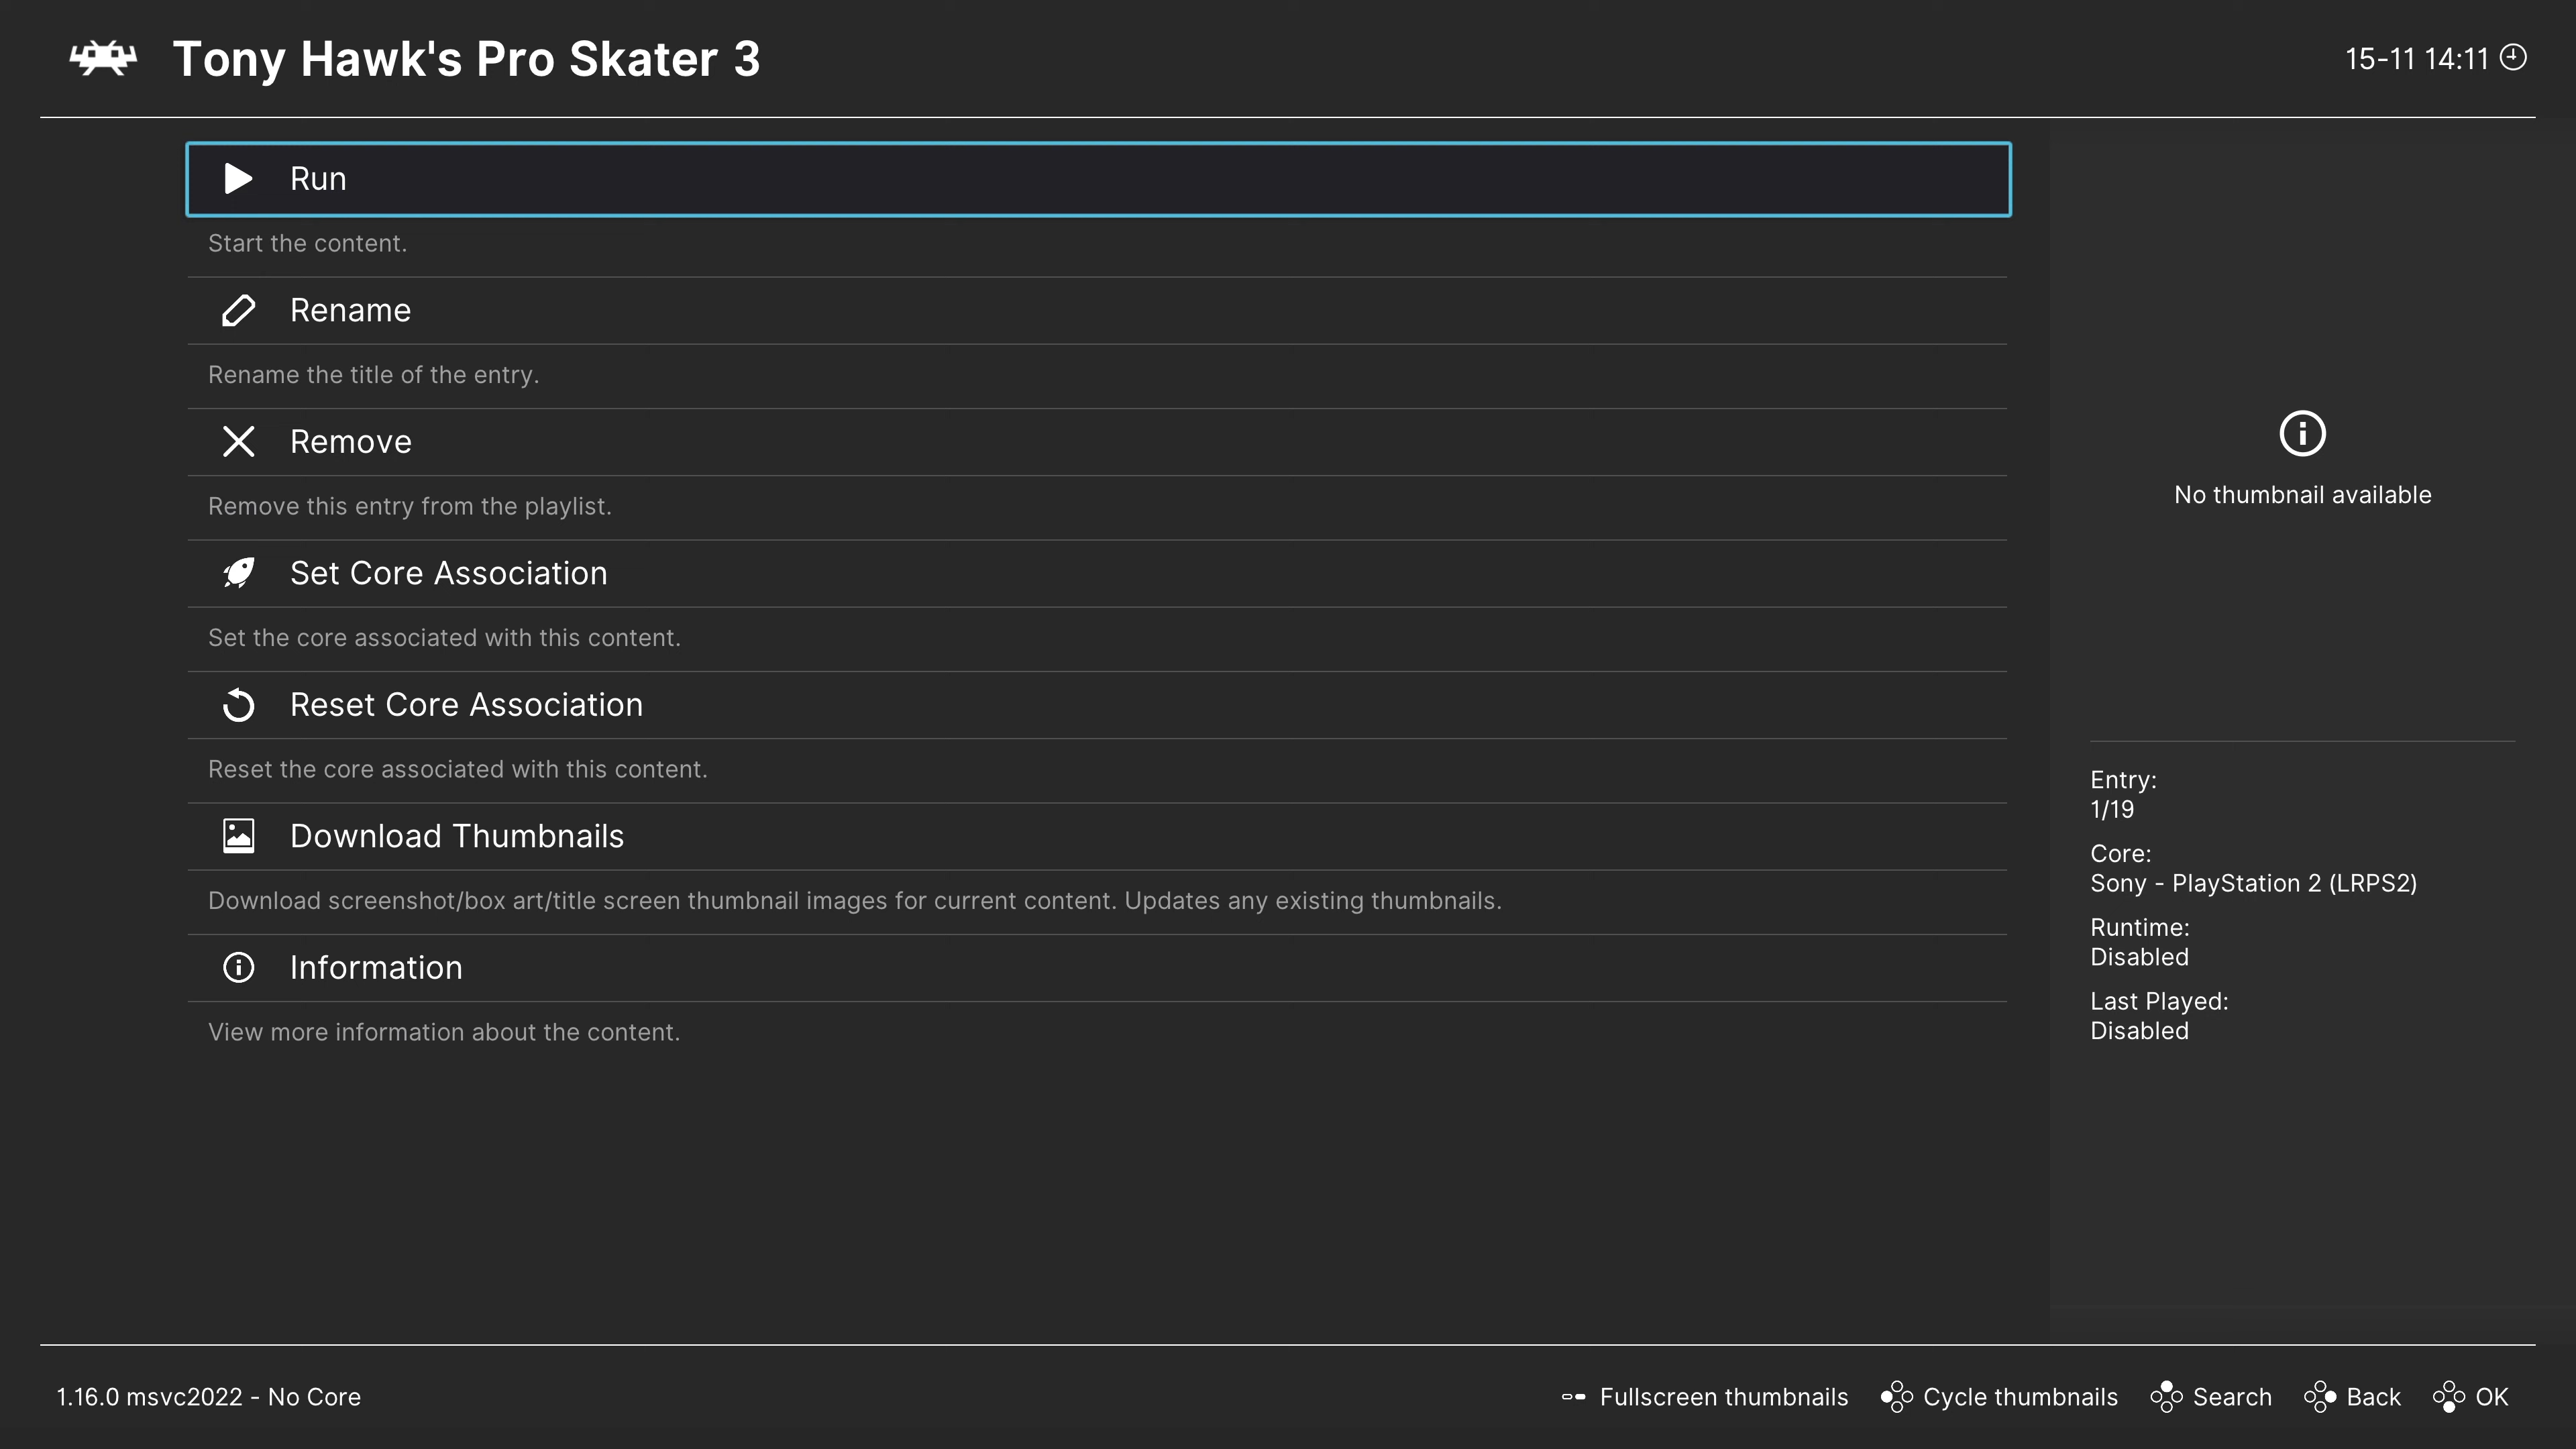 Tony Hawk's Pro Skater 3
15-11 14:11
Run
Start the content.
Rename
Rename the title of the entry.
Remove
Remove this entry from the playlist.
Set Core Association
Set the core associated with this content.
Reset Core Association
Reset the core associated with this content.
Download Thumbnails
Download screenshot/box art/title screen thumbnail images for current content. Updates any existing thumbnails.
Information
View more information about the content.
No thumbnail available
Entry:
1/19
Core:
Sony - PlayStation 2 (LRPS2)
Runtime:
Disabled
Last Played:
Disabled
1.16.0 msvc2022 - No Core
Fullscreen thumbnails
Cycle thumbnails
Search
Back
OK